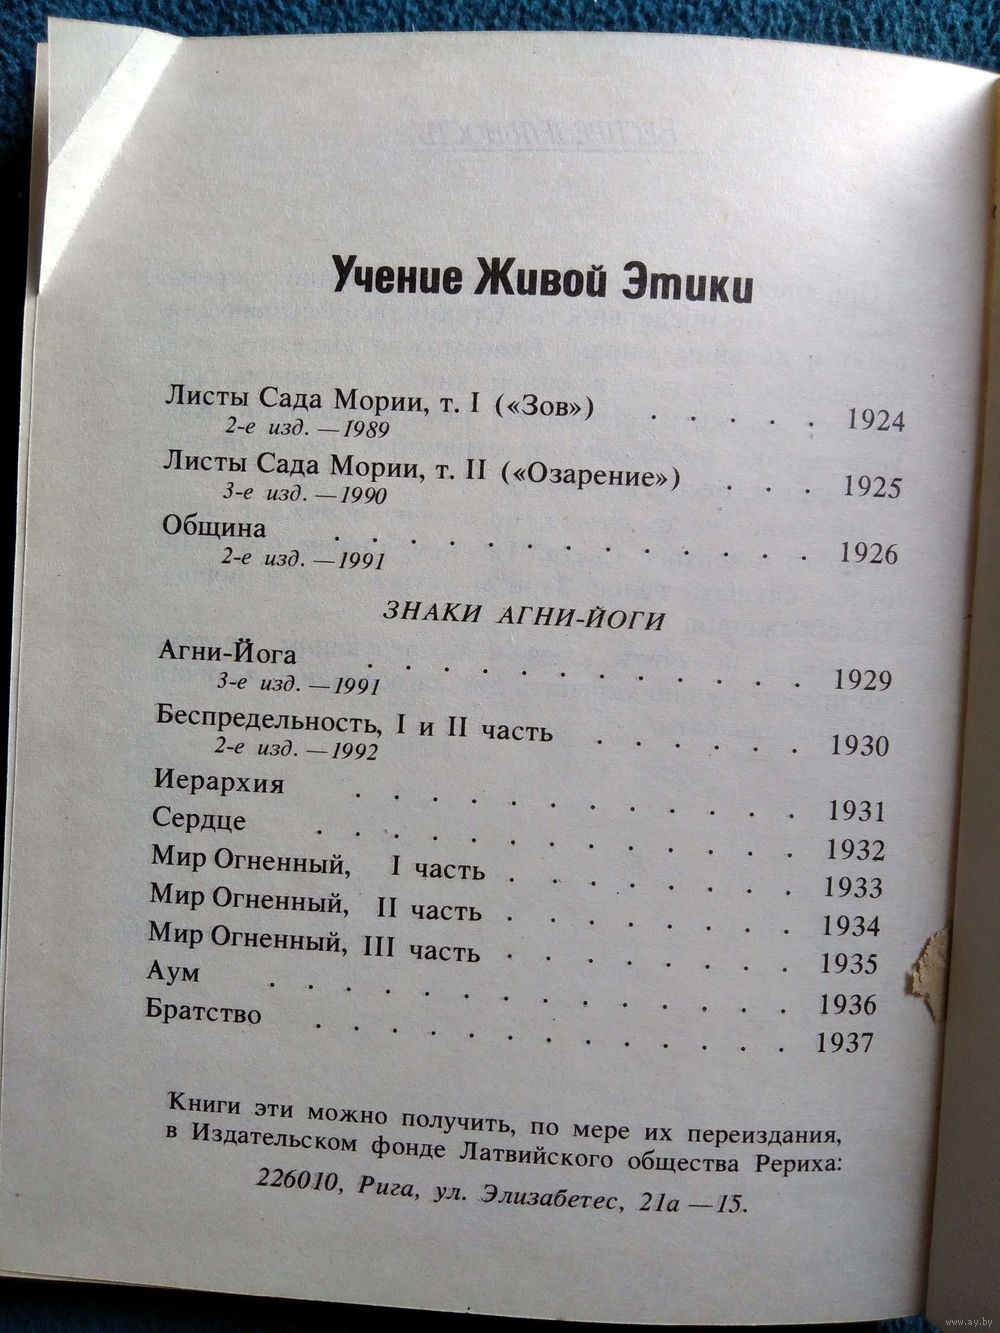 Учение Живой Этики
Листы Сада Мории, т. I («Зов») . . . . . 1924
2-е изд. —1989
Листы Сада Мории, т. II («Озарение») . . . 1925
3-е изд. —1990
Община . . . . . . . . . . . . . 1926
2-е изд. —1991
ЗНАКИ АГНИ-ЙОГИ
Агни-Йога . . . . . . . . . . . . 1929
3-е изд. —1991
Беспредельность, I и II часть . . . . . . 1930
2-е изд. —1992
Иерархия . . . . . . . . . . . . 1931
Сердце . . . . . . . . . . . . . 1932
Мир Огненный, I часть . . . . . . . . 1933
Мир Огненный, II часть . . . . . . . . 1934
Мир Огненный, III часть . . . . . . . . 1935
Аум . . . . . . . . . . . . . . . 1936
Братство . . . . . . . . . . . . . 1937
Книги эти можно получить, по мере их переиздания,
в Издательском фонде Латвийского общества Рериха:
226010, Рига, ул. Элизабетес, 21а —15.
www.ay.by